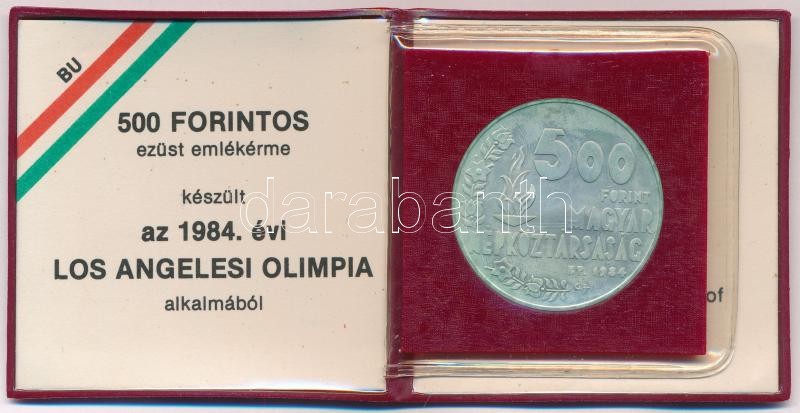 BU
500 FORINTOS
ezüst emlékérme
készült
az 1984. évi
LOS ANGELESI OLIMPIA
alkalmából
500
FORINT
MAGYAR
NÉPKÖZTÁRSASÁG
BP. 1984
of
darabanth